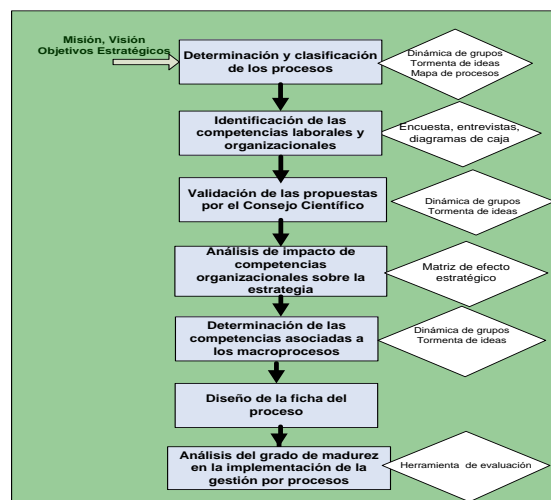 Misión, Visión
Objetivos Estratégicos
Determinación y clasificación
de los procesos
Dinámica de grupos
Tormenta de ideas
Mapa de procesos
Identificación de las
competencias laborales y
organizacionales
Encuesta, entrevistas,
diagramas de caja
Validación de las propuestas
por el Consejo Científico
Dinámica de grupos
Tormenta de ideas
Análisis de impacto de
competencias
organizacionales sobre la
estrategia
Matriz de efecto
estratégico
Determinación de las
competencias asociadas a
los macroprocesos
Dinámica de grupos
Tormenta de ideas
Diseño de la ficha del
proceso
Análisis del grado de madurez
en la implementación de la
gestión por procesos
Herramienta de evaluación